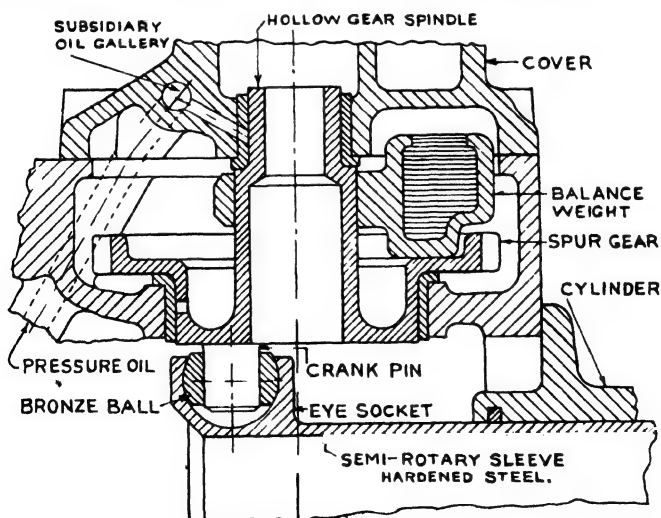 SUBSIDIARY
OIL GALLERY
HOLLOW GEAR SPINDLE
COVER
BALANCE
WEIGHT
SPUR GEAR
CYLINDER
PRESSURE OIL
CRANK PIN
BRONZE BALL
EYE SOCKET
SEMI-ROTARY SLEEVE
HARDENED STEEL.